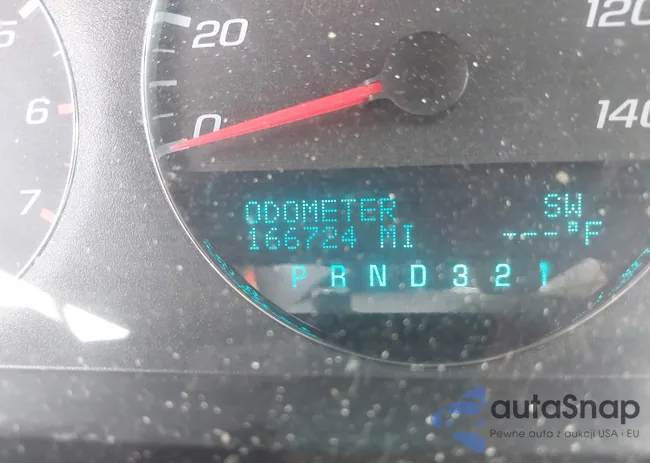 5
20
120
6
0
140
7
ODOMETER SW
166724 MI ---°F
P R N D 3 2 1
autaSnap
Pewne auta z aukcji USA i EU